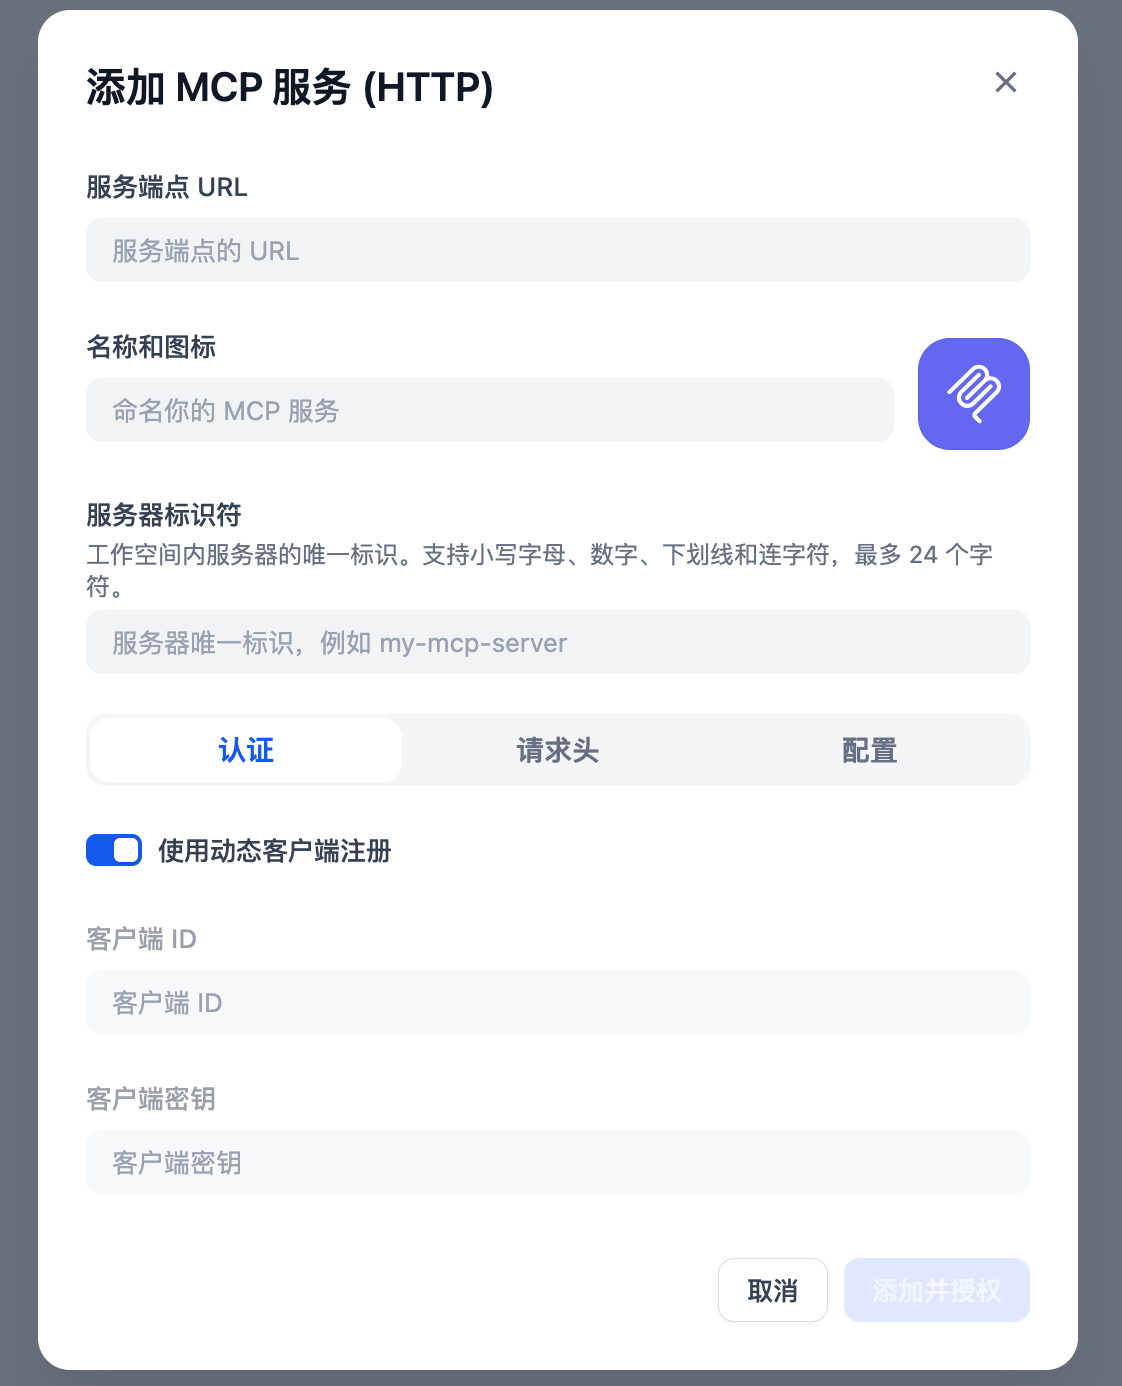 添加 MCP 服务 (HTTP)
服务端点 URL
服务端点的 URL
名称和图标
命名你的 MCP 服务
服务器标识符
工作空间内服务器的唯一标识。支持小写字母、数字、下划线和连字符，最多 24 个字
符。
服务器唯一标识，例如 my-mcp-server
认证 请求头 配置
使用动态客户端注册
客户端 ID
客户端 ID
客户端密钥
客户端密钥
取消 添加并授权